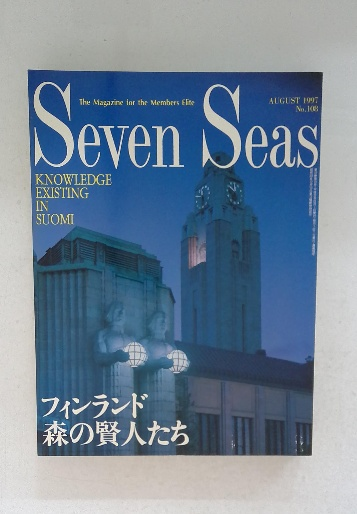 The Magazine for the Members Elite
AUGUST 1997
No.108
Seven Seas
KNOWLEDGE
EXISTING
IN
SUOMI
フィンランド
森の賢人たち